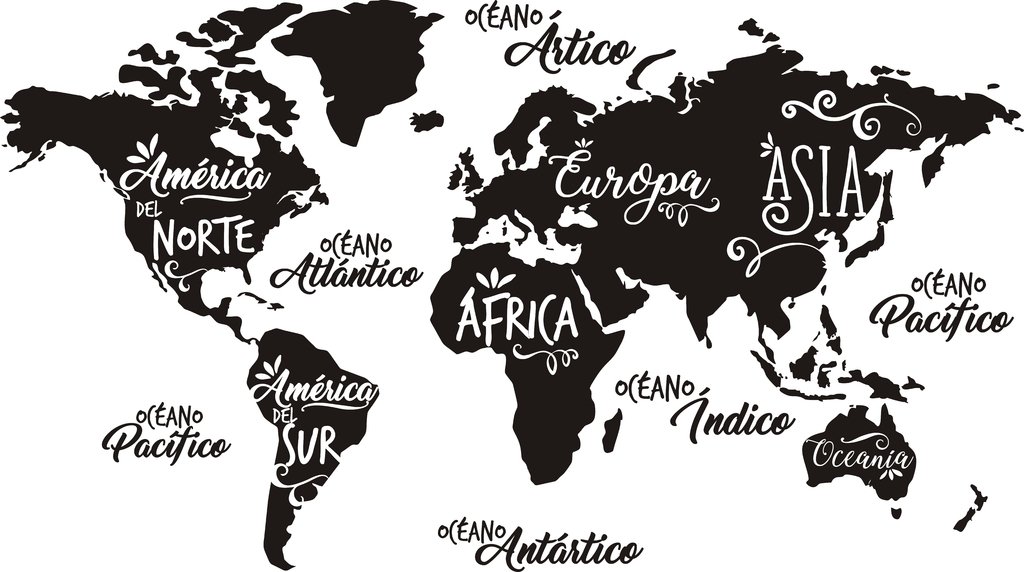 OCÉANO
Ártico
América
DEL
NORTE
Europa
ASIA
OCÉANO
Atlántico
ÁFRICA
OCÉANO
Pacífico
América
DEL
SUR
OCÉANO
Índico
OCÉANO
Pacífico
Oceanía
OCÉANO
Antártico